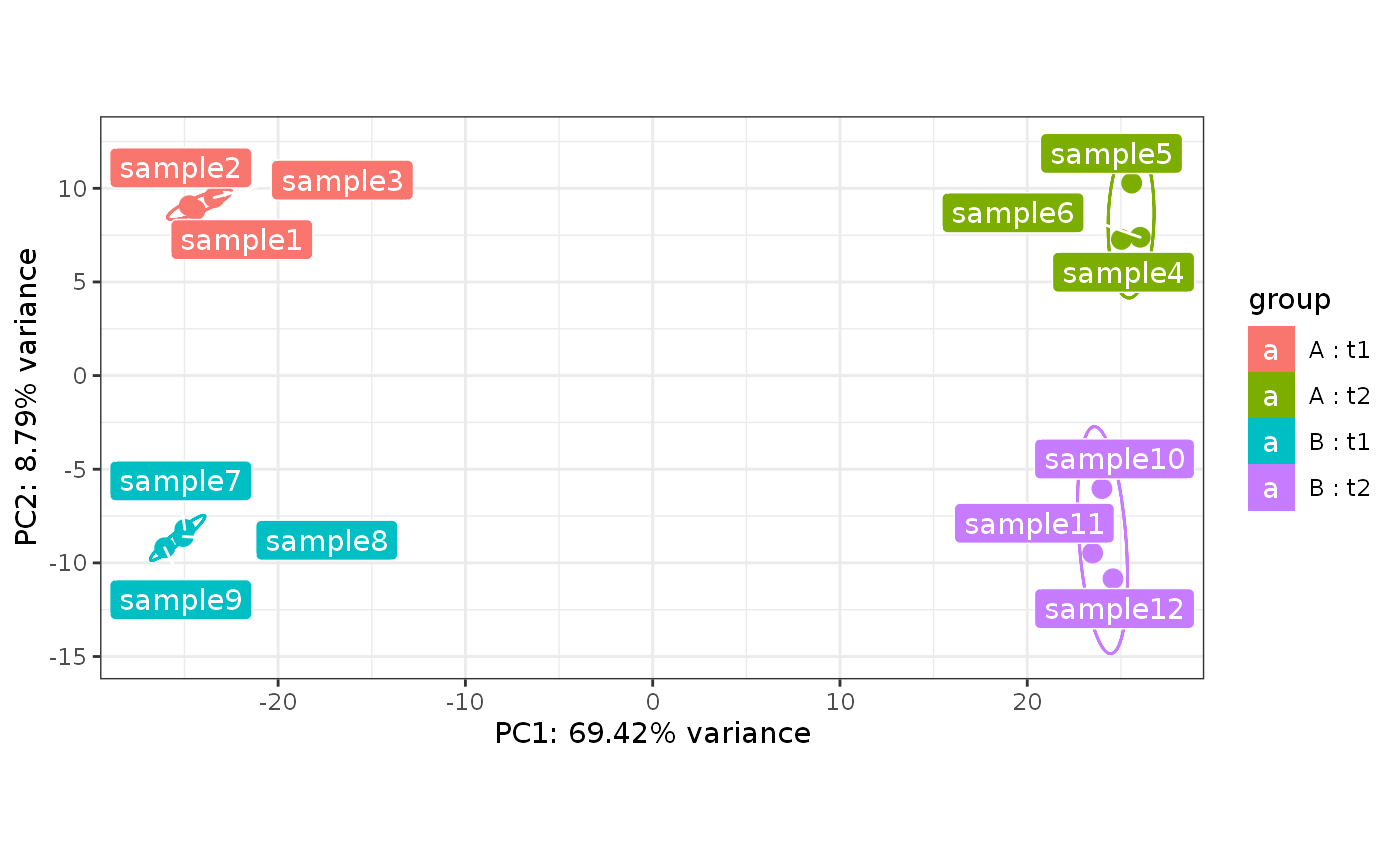 sample2
sample3
sample1
sample5
sample6
sample4
sample7
sample8
sample9
sample10
sample11
sample12
10
5
0
-5
-10
-15
-20
-10
0
10
20
PC1: 69.42% variance
PC2: 8.79% variance
group
a A : t1
a A : t2
a B : t1
a B : t2